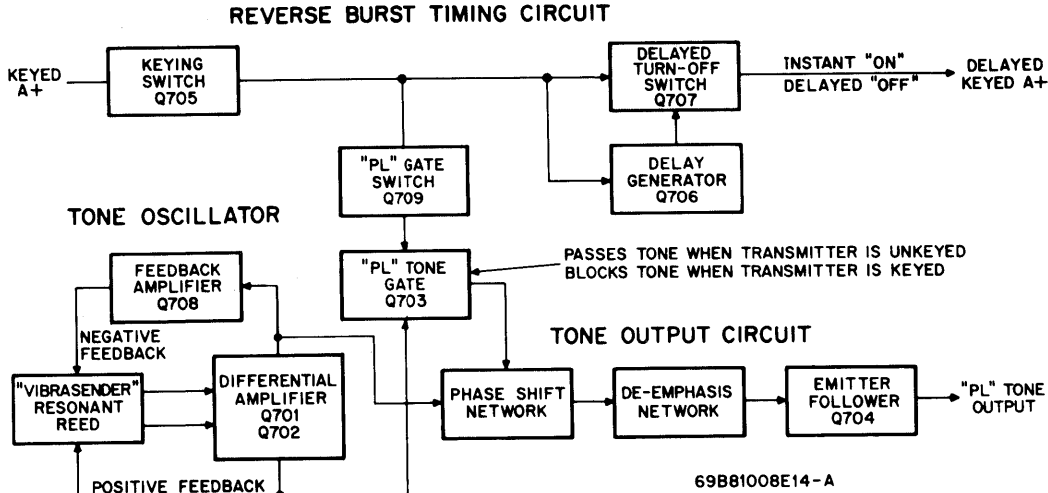 REVERSE BURST TIMING CIRCUIT
KEYED
A+
KEYING
SWITCH
Q705
DELAYED
TURN-OFF
SWITCH
Q707
INSTANT "ON"
DELAYED "OFF"
DELAYED
KEYED A+
"PL" GATE
SWITCH
Q709
DELAY
GENERATOR
Q706
TONE OSCILLATOR
FEEDBACK
AMPLIFIER
Q708
"PL" TONE
GATE
Q703
PASSES TONE WHEN TRANSMITTER IS UNKEYED
BLOCKS TONE WHEN TRANSMITTER IS KEYED
NEGATIVE
FEEDBACK
TONE OUTPUT CIRCUIT
"VIBRASENDER"
RESONANT
REED
DIFFERENTIAL
AMPLIFIER
Q701
Q702
PHASE SHIFT
NETWORK
DE-EMPHASIS
NETWORK
EMITTER
FOLLOWER
Q704
"PL" TONE
OUTPUT
POSITIVE FEEDBACK
69B81008E14-A